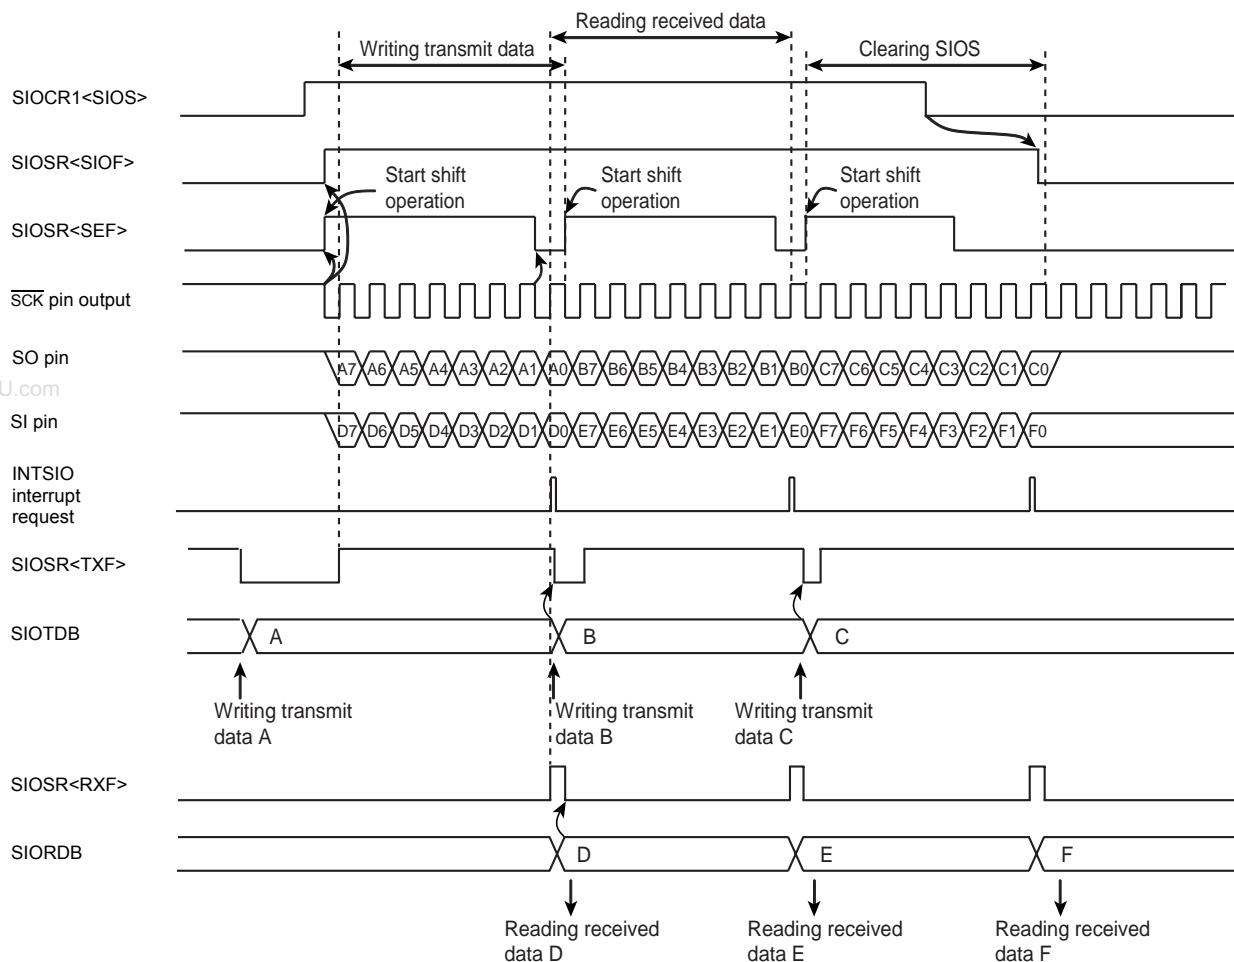 Reading received data
Writing transmit data
Clearing SIOS
SIOCR1<SIOS>
SIOSR<SIOF>
Start shift
operation
Start shift
operation
Start shift
operation
SIOSR<SEF>
SCK pin output
SO pin
A7 A6 A5 A4 A3 A2 A1 A0 B7 B6 B5 B4 B3 B2 B1 B0 C7 C6 C5 C4 C3 C2 C1 C0
U.com
SI pin
D7 D6 D5 D4 D3 D2 D1 D0 E7 E6 E5 E4 E3 E2 E1 E0 F7 F6 F5 F4 F3 F2 F1 F0
INTSIO
interrupt
request
SIOSR<TXF>
SIOTDB
A B C
Writing transmit
data A
Writing transmit
data B
Writing transmit
data C
SIOSR<RXF>
SIORDB
D E F
Reading received
data D
Reading received
data E
Reading received
data F